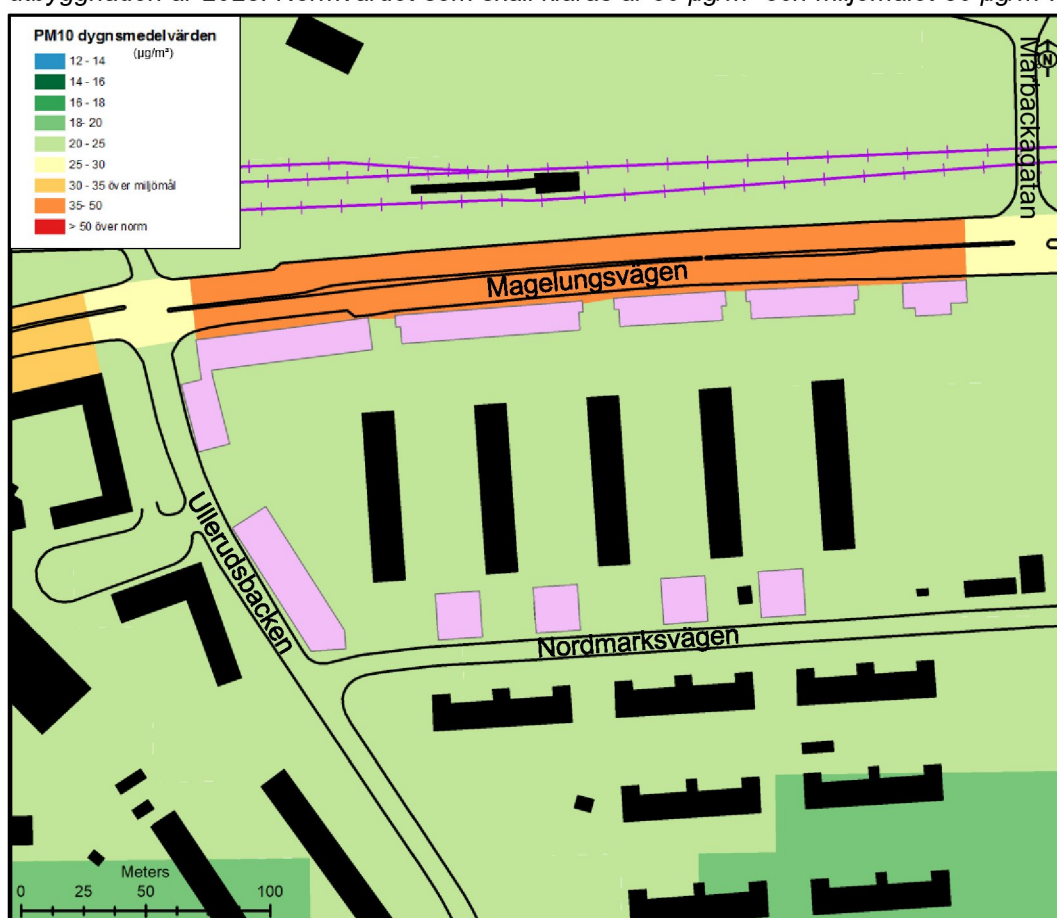 PM10 dygnsmedelvärden
(µg/m³)
12 - 14
14 - 16
16 - 18
18- 20
20 - 25
25 - 30
30 - 35 över miljömål
35- 50
> 50 över norm
N
Mårbackagatan
Magelungsvägen
Ullerudsbacken
Nordmarksvägen
Meters
0 25 50 100